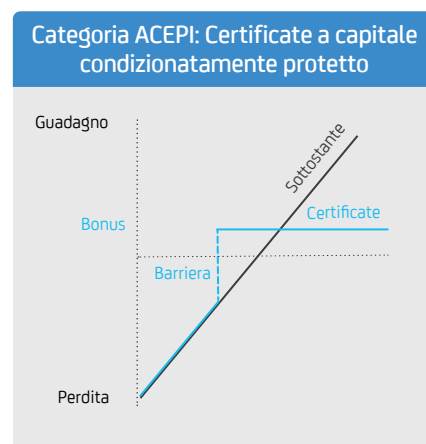 Categoria ACEPI: Certificate a capitale
condizionatamente protetto
Guadagno
Sottostante
Certificate
Bonus
Barriera
Perdita